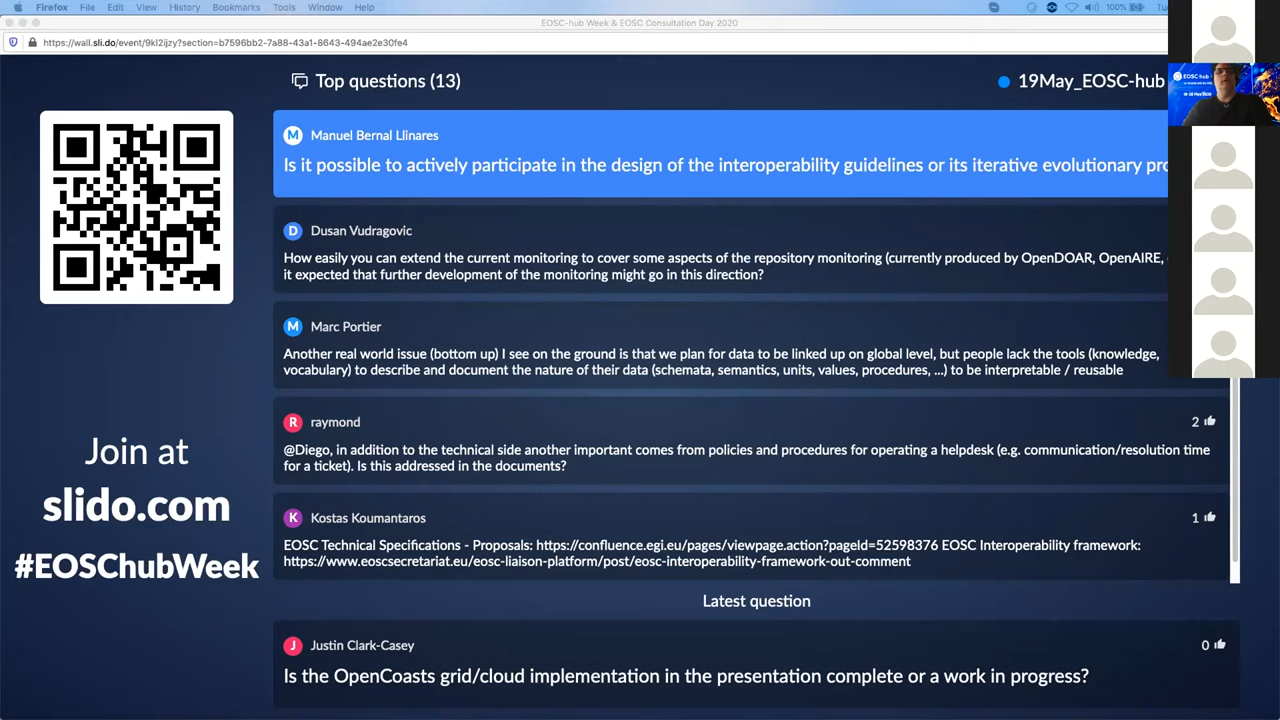 Firefox File Edit View History Bookmarks Tools Window Help 100%
EOSC-hub Week & EOSC Consultation Day 2020
https://wall.sli.do/event/9kl2ijzy?section=b7596bb2-7a88-43a1-8643-494ae2e30fe4
Top questions (13)
19May_EOSC-hub
EOSC-hub
M Manuel Bernal Llinares
Is it possible to actively participate in the design of the interoperability guidelines or its iterative evolutionary pro
D Dusan Vudragovic
How easily you can extend the current monitoring to cover some aspects of the repository monitoring (currently produced by OpenDOAR, OpenAIRE,
it expected that further development of the monitoring might go in this direction?
M Marc Portier
Another real world issue (bottom up) I see on the ground is that we plan for data to be linked up on global level, but people lack the tools (knowledge,
vocabulary) to describe and document the nature of their data (schemata, semantics, units, values, procedures, ...) to be interpretable / reusable
R raymond 2
@Diego, in addition to the technical side another important comes from policies and procedures for operating a helpdesk (e.g. communication/resolution time
for a ticket). Is this addressed in the documents?
K Kostas Koumantaros 1
EOSC Technical Specifications - Proposals: https://confluence.egi.eu/pages/viewpage.action?pageId=52598376 EOSC Interoperability framework:
https://www.eoscsecretariat.eu/eosc-liaison-platform/post/eosc-interoperability-framework-out-comment
Latest question
J Justin Clark-Casey 0
Is the OpenCoasts grid/cloud implementation in the presentation complete or a work in progress?
Join at
slido.com
#EOSChubWeek